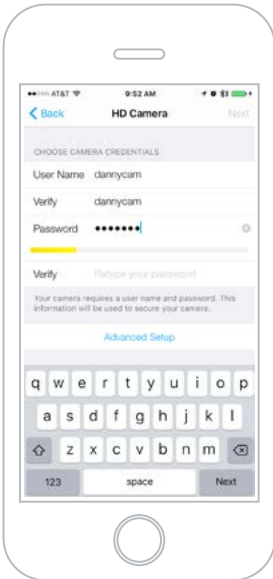 AT&T 9:52 AM
Back HD Camera Next
CHOOSE CAMERA CREDENTIALS
User Name dannycam
Verify dannycam
Password •••••••
Verify Retype your password
Your camera requires a user name and password. This
information will be used to secure your camera.
Advanced Setup
q w e r t y u i o p
a s d f g h j k l
z x c v b n m
123 space Next